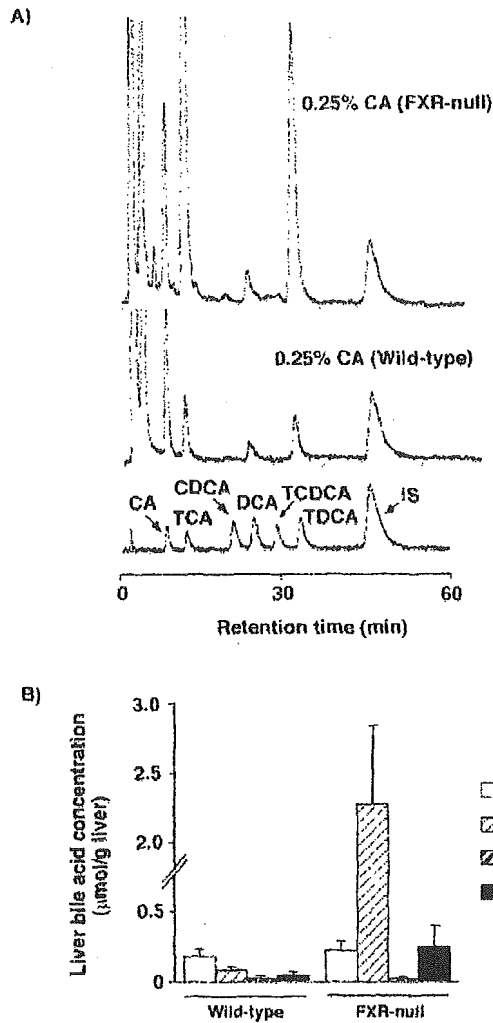 A)
0.25% CA (FXR-null)
0.25% CA (Wild-type)
CA
TCA
CDCA
DCA
TCDCA
TDCA
IS
0
30
60
Retention time (min)
B)
Liver bile acid concentration
(μmol/g liver)
3.0
2.5
2.0
0.5
0
Wild-type
FXR-null